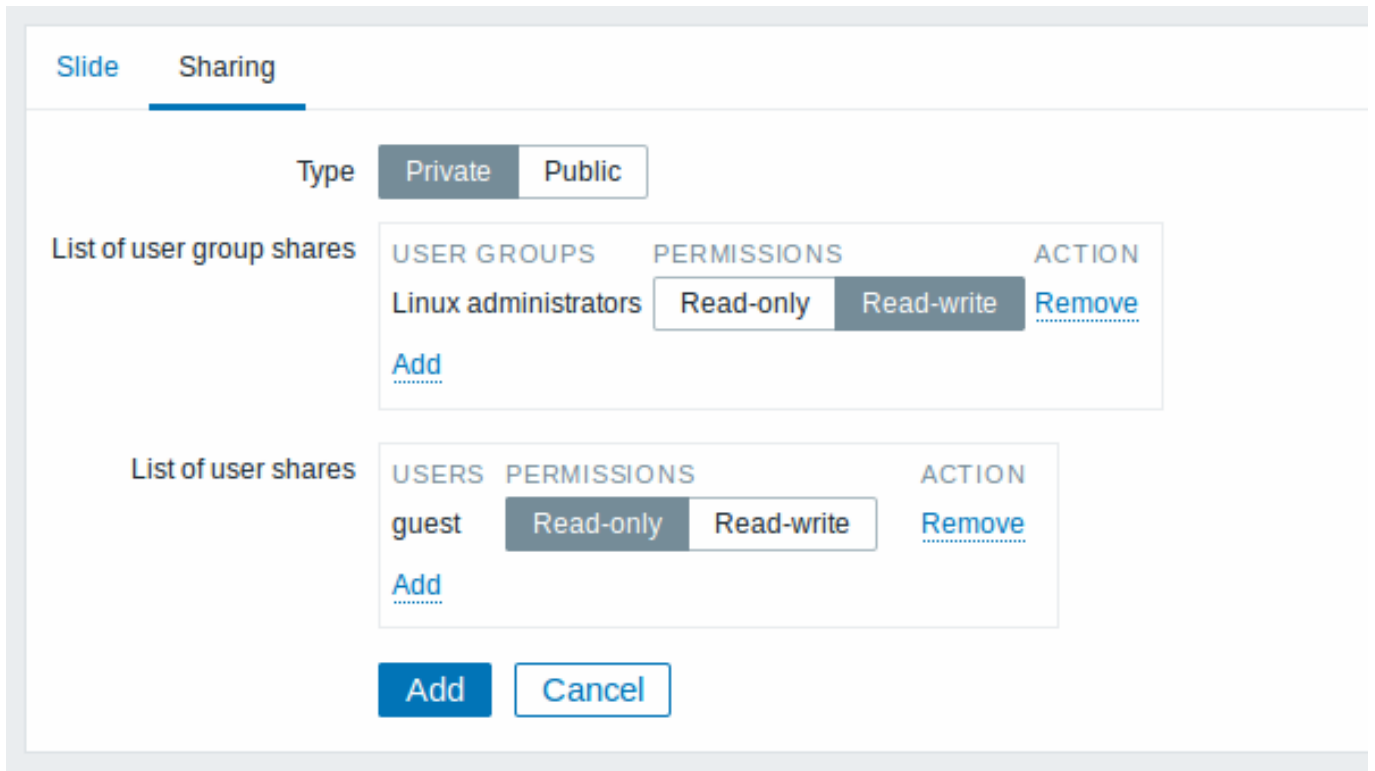 Slide Sharing
Type Private Public
List of user group shares USER GROUPS PERMISSIONS ACTION
Linux administrators Read-only Read-write Remove
Add
List of user shares USERS PERMISSIONS ACTION
guest Read-only Read-write Remove
Add
Add Cancel